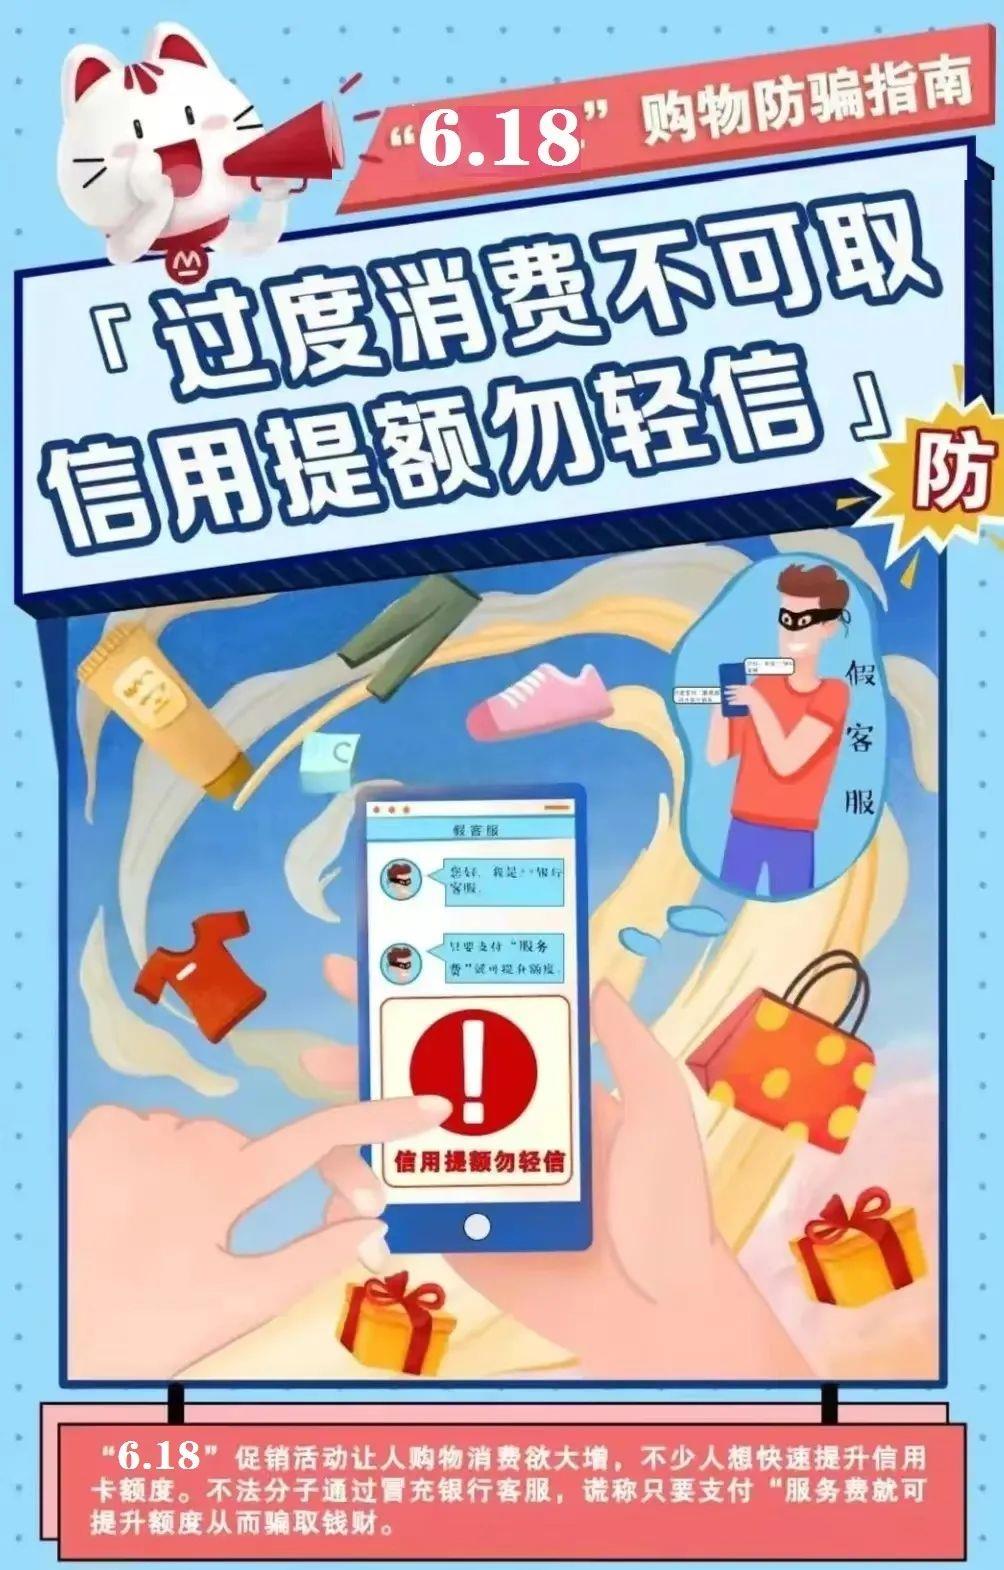 “6.18” 购物防骗指南
「过度消费不可取
信用提额勿轻信」
防
假客服
假客服
您好，我是**银行
客服。
只要支付“服务
费”就可提升额度。
!
信用提额勿轻信
“6.18”促销活动让人购物消费欲大增，不少人想快速提升信用
卡额度。不法分子通过冒充银行客服，谎称只要支付“服务费就可
提升额度从而骗取钱财。